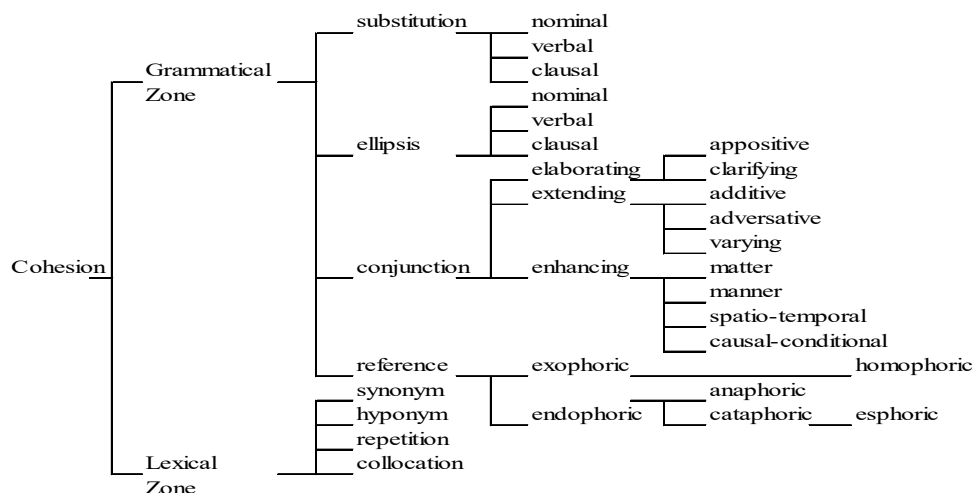 substitution nominal
verbal
Grammatical clausal
Zone nominal
verbal
ellipsis clausal appositive
elaborating clarifying
extending additive
adversative
varying
Cohesion conjunction enhancing matter
manner
spatio-temporal
causal-conditional
reference exophoric homophoric
synonym anaphoric
hyponym endophoric cataphoric esphoric
repetition
Lexical collocation
Zone